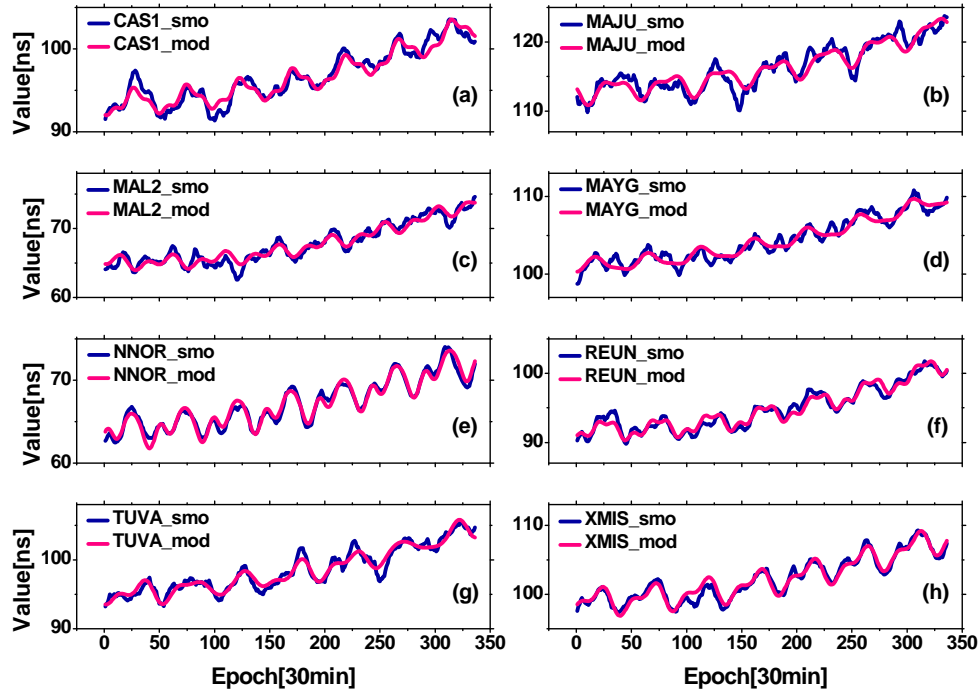 CAS1_smo
CAS1_mod
100
90
Value[ns]
(a)
MAJU_smo
MAJU_mod
120
110
(b)
MAL2_smo
MAL2_mod
70
60
Value[ns]
(c)
MAYG_smo
MAYG_mod
110
100
(d)
NNOR_smo
NNOR_mod
70
60
Value[ns]
(e)
REUN_smo
REUN_mod
100
90
(f)
TUVA_smo
TUVA_mod
100
90
Value[ns]
(g)
0 50 100 150 200 250 300 350
Epoch[30min]
XMIS_smo
XMIS_mod
110
100
(h)
0 50 100 150 200 250 300 350
Epoch[30min]